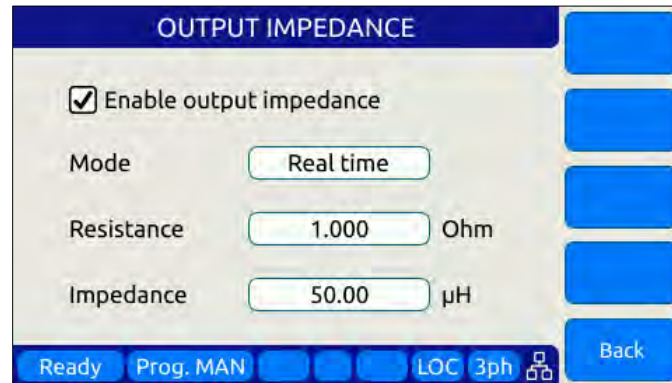 OUTPUT IMPEDANCE
Enable output impedance
Mode Real time
Resistance 1.000 Ohm
Impedance 50.00 µH
Back
Ready Prog. MAN LOC 3ph